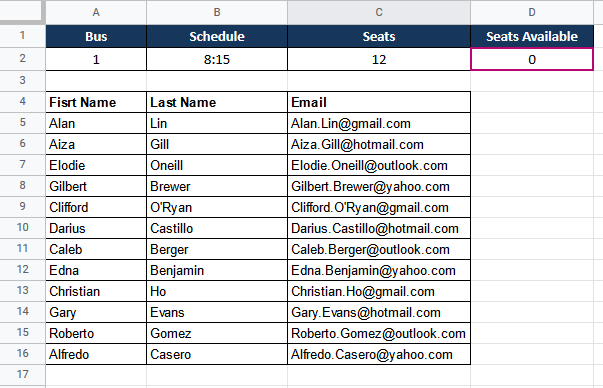 A B C D
1 Bus Schedule Seats Seats Available
2 1 8:15 12 0
3
4 Fisrt Name Last Name Email
5 Alan Lin Alan.Lin@gmail.com
6 Aiza Gill Aiza.Gill@hotmail.com
7 Elodie Oneill Elodie.Oneill@outlook.com
8 Gilbert Brewer Gilbert.Brewer@yahoo.com
9 Clifford O'Ryan Clifford.O'Ryan@gmail.com
10 Darius Castillo Darius.Castillo@hotmail.com
11 Caleb Berger Caleb.Berger@outlook.com
12 Edna Benjamin Edna.Benjamin@yahoo.com
13 Christian Ho Christian.Ho@gmail.com
14 Gary Evans Gary.Evans@hotmail.com
15 Roberto Gomez Roberto.Gomez@outlook.com
16 Alfredo Casero Alfredo.Casero@yahoo.com
17